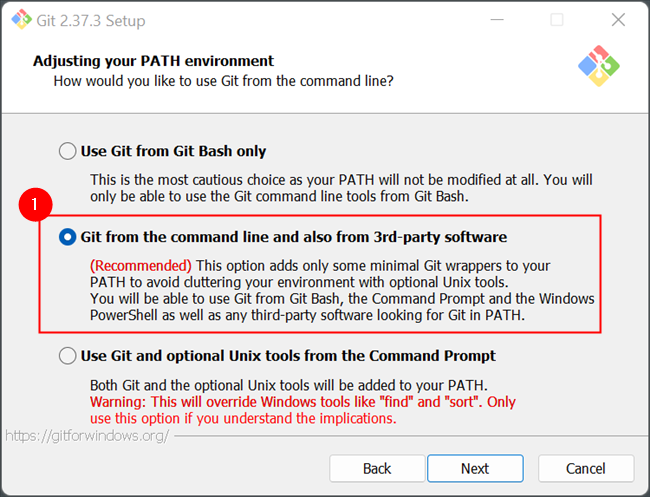 Git 2.37.3 Setup
Adjusting your PATH environment
How would you like to use Git from the command line?
Use Git from Git Bash only
This is the most cautious choice as your PATH will not be modified at all. You will
only be able to use the Git command line tools from Git Bash.
1
Git from the command line and also from 3rd-party software
(Recommended) This option adds only some minimal Git wrappers to your
PATH to avoid cluttering your environment with optional Unix tools.
You will be able to use Git from Git Bash, the Command Prompt and the Windows
PowerShell as well as any third-party software looking for Git in PATH.
Use Git and optional Unix tools from the Command Prompt
Both Git and the optional Unix tools will be added to your PATH.
Warning: This will override Windows tools like "find" and "sort". Only
use this option if you understand the implications.
https://gitforwindows.org/
Back
Next
Cancel